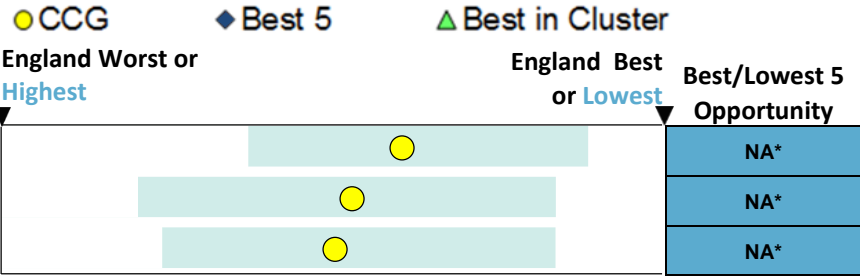 CCG Best 5 Best in Cluster
England Worst or
Highest
England Best
or Lowest
Best/Lowest 5
Opportunity
NA*
NA*
NA*